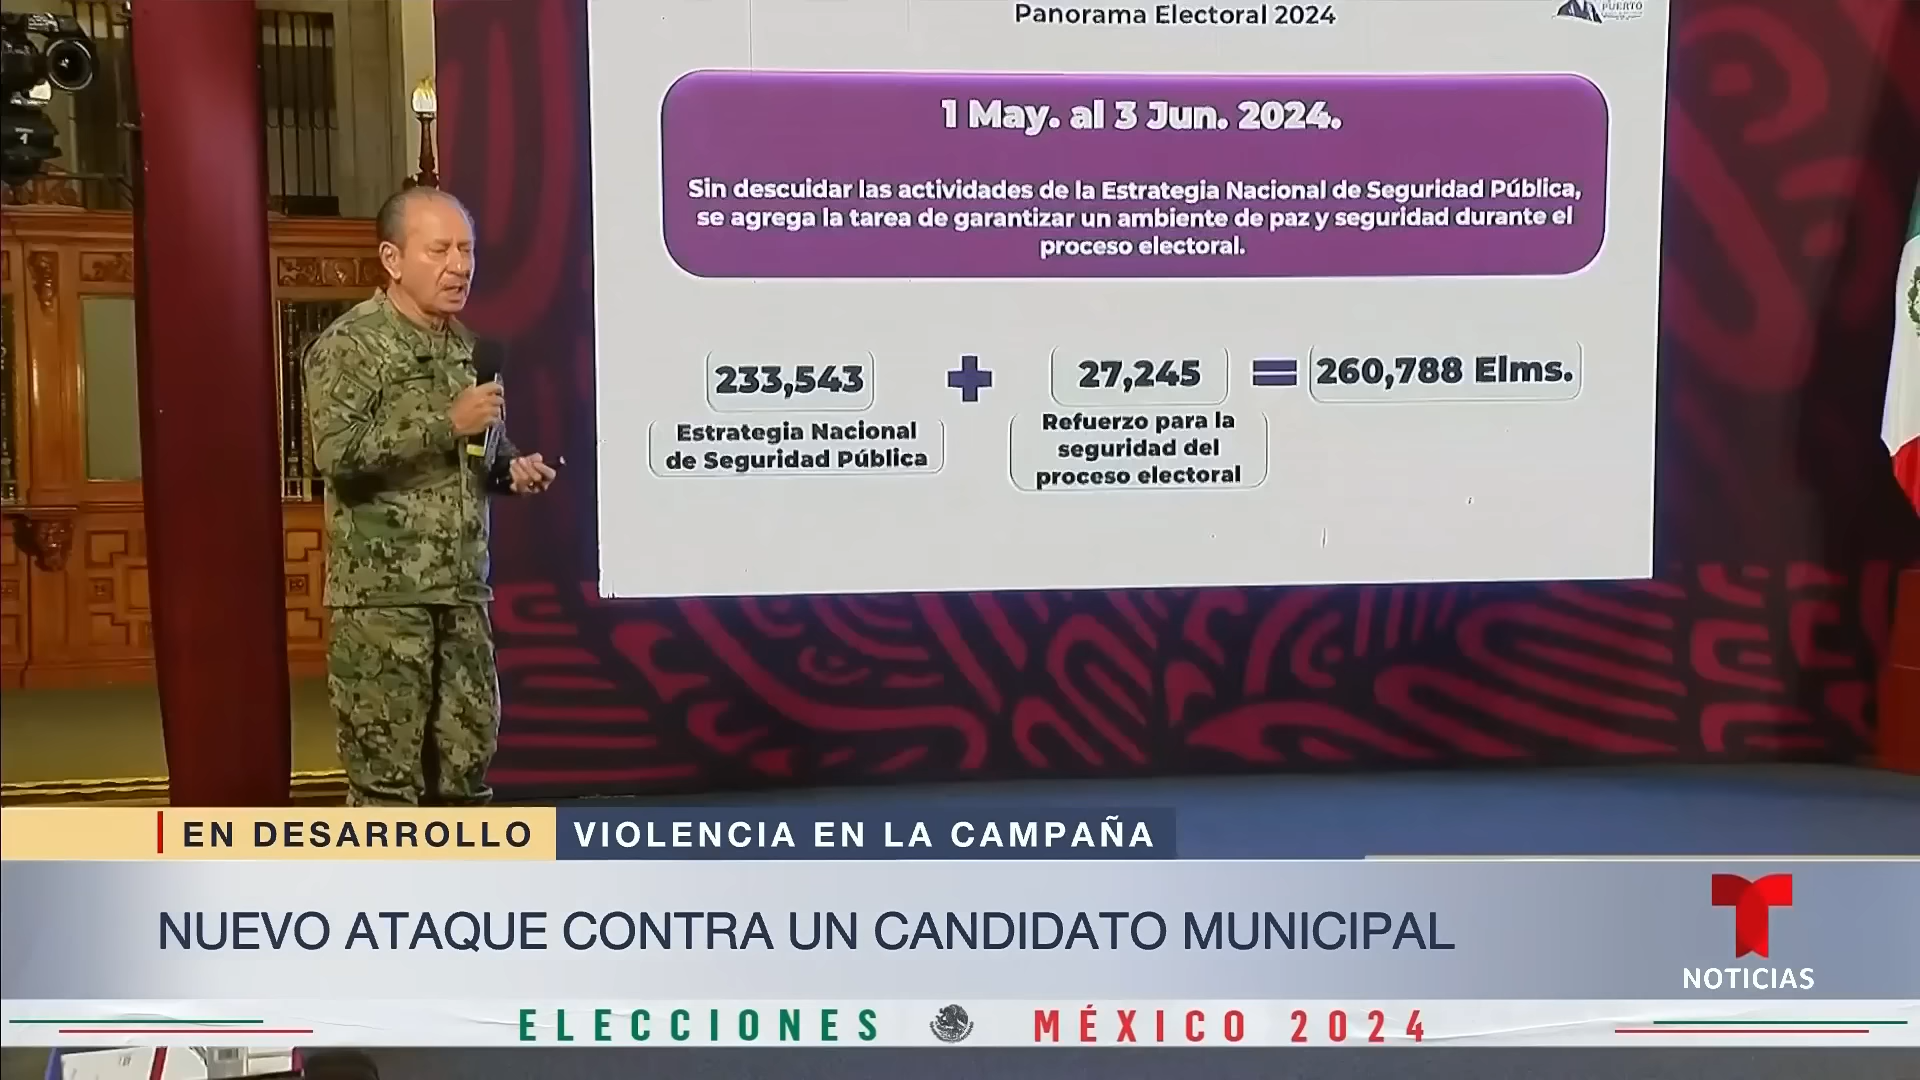 Panorama Electoral 2024
PUERTO
1 May. al 3 Jun. 2024.
Sin descuidar las actividades de la Estrategia Nacional de Seguridad Pública,
se agrega la tarea de garantizar un ambiente de paz y seguridad durante el
proceso electoral.
233,543
+
27,245
=
260,788 Elms.
Estrategia Nacional
de Seguridad Pública
Refuerzo para la
seguridad del
proceso electoral
1
EN DESARROLLO
VIOLENCIA EN LA CAMPAÑA
NUEVO ATAQUE CONTRA UN CANDIDATO MUNICIPAL
NOTICIAS
ELECCIONES MÉXICO 2024